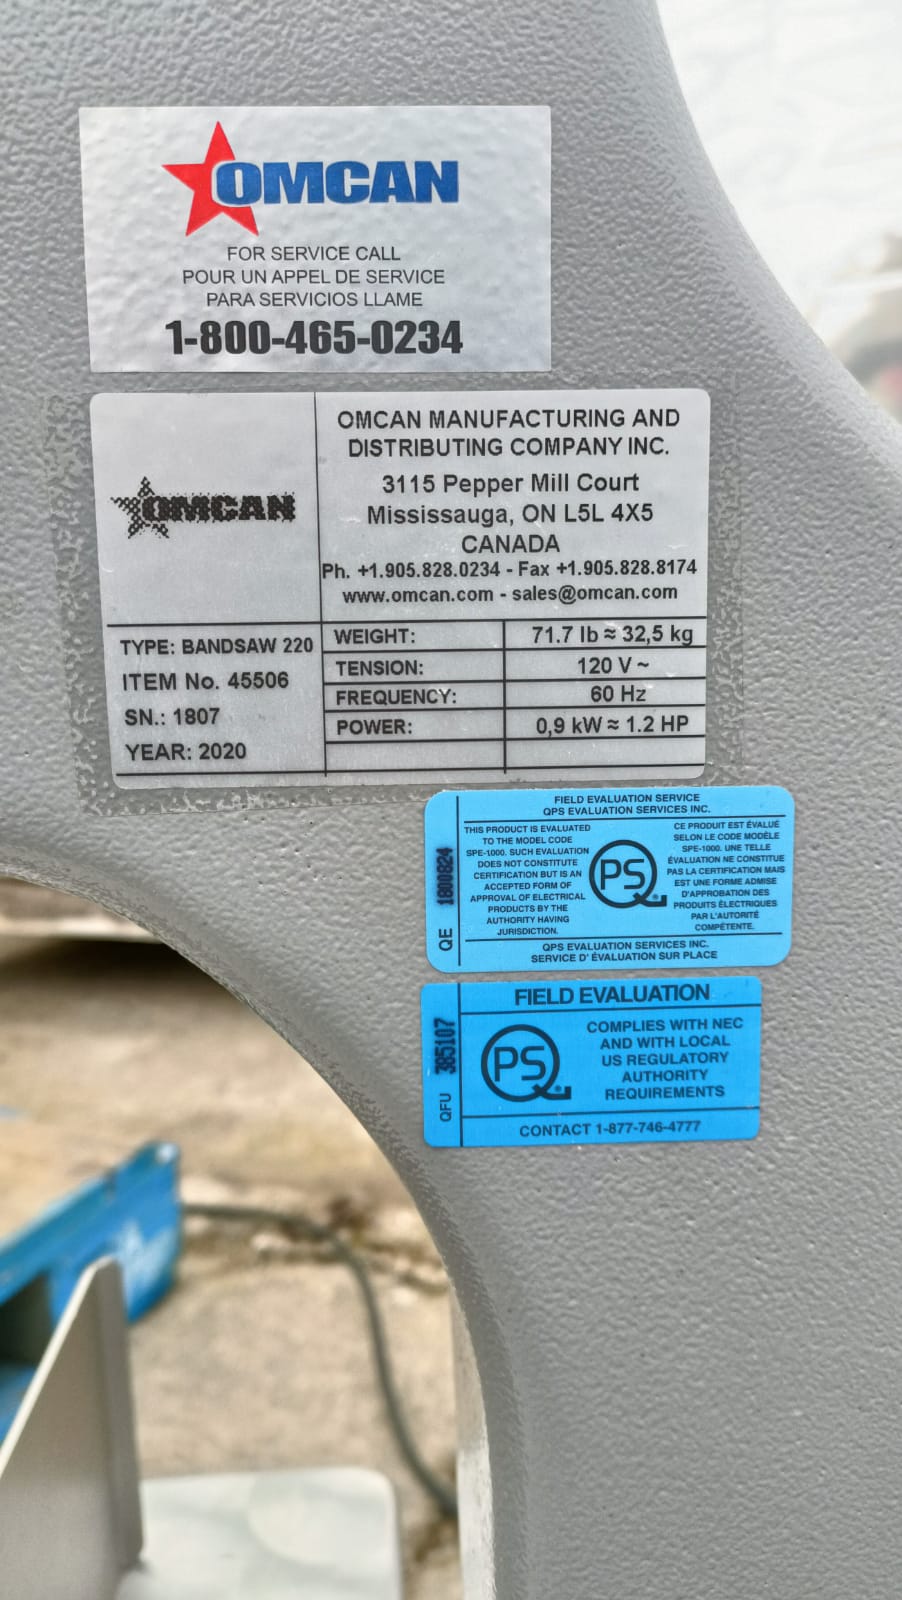 OMCAN
FOR SERVICE CALL
POUR UN APPEL DE SERVICE
PARA SERVICIOS LLAME
1-800-465-0234
OMCAN
OMCAN MANUFACTURING AND
DISTRIBUTING COMPANY INC.
3115 Pepper Mill Court
Mississauga, ON L5L 4X5
CANADA
Ph. +1.905.828.0234 - Fax +1.905.828.8174
www.omcan.com - sales@omcan.com
TYPE: BANDSAW 220
ITEM No. 45506
SN.: 1807
YEAR: 2020
WEIGHT: 71.7 lb ≈ 32,5 kg
TENSION: 120 V ~
FREQUENCY: 60 Hz
POWER: 0,9 kW ≈ 1.2 HP
FIELD EVALUATION SERVICE
QPS EVALUATION SERVICES INC.
QE 1800824
THIS PRODUCT IS EVALUATED
TO THE MODEL CODE
SPE-1000. SUCH EVALUATION
DOES NOT CONSTITUTE
CERTIFICATION BUT IS AN
ACCEPTED FORM OF
APPROVAL OF ELECTRICAL
PRODUCTS BY THE
AUTHORITY HAVING
JURISDICTION.
QPS®
CE PRODUIT EST ÉVALUÉ
SELON LE CODE MODÈLE
SPE-1000. UNE TELLE
ÉVALUATION NE CONSTITUE
PAS LA CERTIFICATION MAIS
EST UNE FORME ADMISE
D'APPROBATION DES
PRODUITS ÉLECTRIQUES
PAR L'AUTORITÉ
COMPÉTENTE.
QPS EVALUATION SERVICES INC.
SERVICE D' ÉVALUATION SUR PLACE
QFU 385107
FIELD EVALUATION
QPS®
COMPLIES WITH NEC
AND WITH LOCAL
US REGULATORY
AUTHORITY
REQUIREMENTS
CONTACT 1-877-746-4777